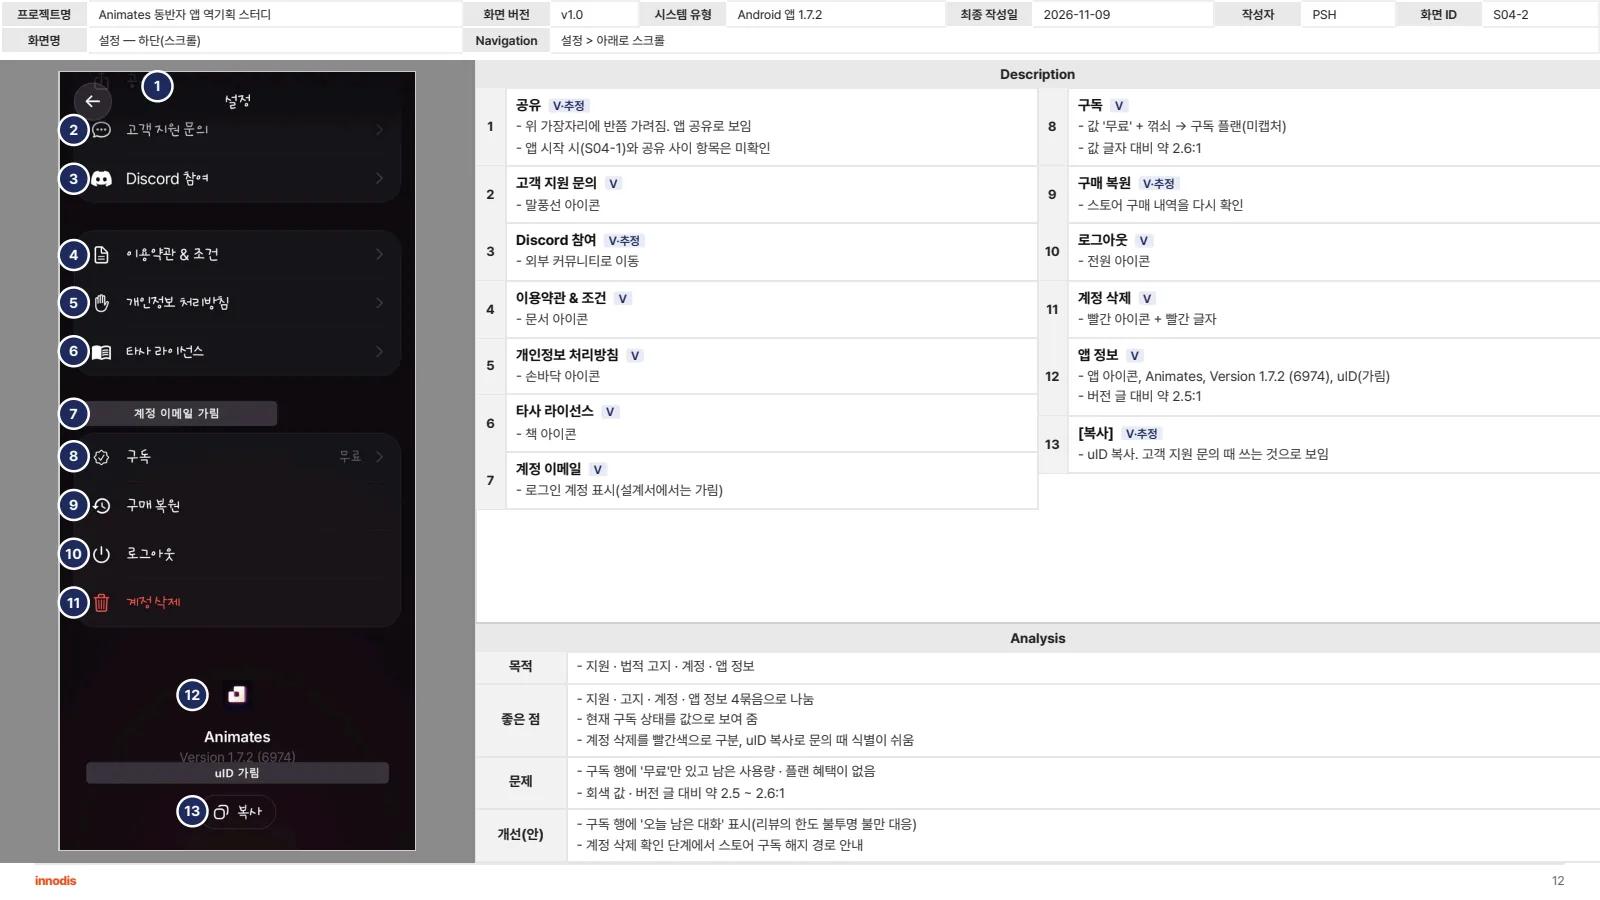 프로젝트명 Animates 동반자 앱 역기획 스터디 화면 버전 v1.0 시스템 유형 Android 앱 1.7.2 최종 작성일 2026-11-09 작성자 PSH 화면 ID S04-2
화면명 설정 — 하단(스크롤) Navigation 설정 > 아래로 스크롤
1
설정
2 고객 지원 문의
3 Discord 참여
4 이용약관 & 조건
5 개인정보 처리방침
6 타사 라이선스
7 계정 이메일 가림
8 구독 무료
9 구매 복원
10 로그아웃
11 계정 삭제
12
Animates
Version 1.7.2 (6974)
uID 가림
13 복사
Description
1 공유 V·추정
- 위 가장자리에 반쯤 가려짐. 앱 공유로 보임
- 앱 시작 시(S04-1)와 공유 사이 항목은 미확인
2 고객 지원 문의 V
- 말풍선 아이콘
3 Discord 참여 V·추정
- 외부 커뮤니티로 이동
4 이용약관 & 조건 V
- 문서 아이콘
5 개인정보 처리방침 V
- 손바닥 아이콘
6 타사 라이선스 V
- 책 아이콘
7 계정 이메일 V
- 로그인 계정 표시(설계서에서는 가림)
8 구독 V
- 값 '무료' + 꺾쇠 → 구독 플랜(미캡처)
- 값 글자 대비 약 2.6:1
9 구매 복원 V·추정
- 스토어 구매 내역을 다시 확인
10 로그아웃 V
- 전원 아이콘
11 계정 삭제 V
- 빨간 아이콘 + 빨간 글자
12 앱 정보 V
- 앱 아이콘, Animates, Version 1.7.2 (6974), uID(가림)
- 버전 글 대비 약 2.5:1
13 [복사] V·추정
- uID 복사. 고객 지원 문의 때 쓰는 것으로 보임
Analysis
목적 - 지원 · 법적 고지 · 계정 · 앱 정보
좋은 점 - 지원 · 고지 · 계정 · 앱 정보 4묶음으로 나눔
- 현재 구독 상태를 값으로 보여 줌
- 계정 삭제를 빨간색으로 구분, uID 복사로 문의 때 식별이 쉬움
문제 - 구독 행에 '무료'만 있고 남은 사용량 · 플랜 혜택이 없음
- 회색 값 · 버전 글 대비 약 2.5 ~ 2.6:1
개선(안) - 구독 행에 '오늘 남은 대화' 표시(리뷰의 한도 불투명 불만 대응)
- 계정 삭제 확인 단계에서 스토어 구독 해지 경로 안내
innodis 12